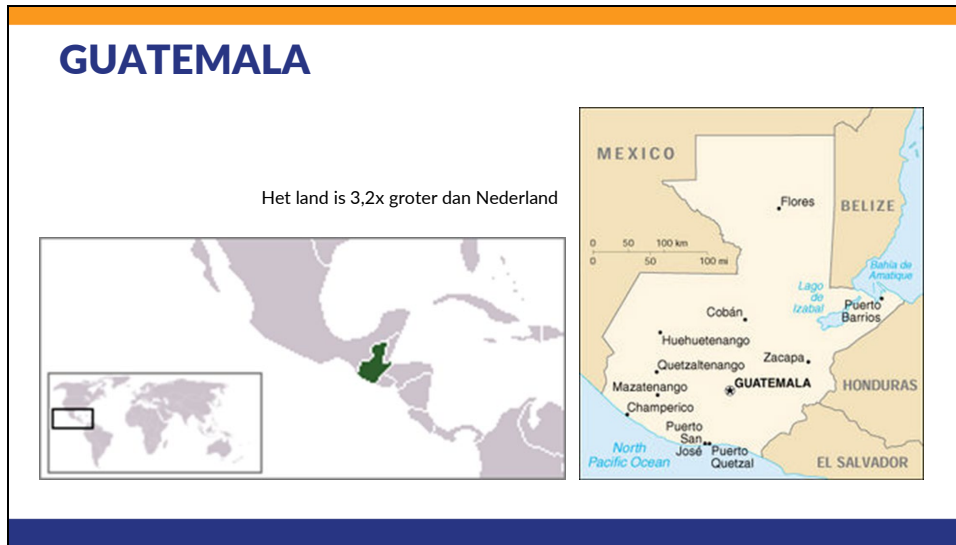 GUATEMALA
Het land is 3,2x groter dan Nederland
MEXICO
Flores
BELIZE
0 50 100 km
0 50 100 mi
Bahía de
Amatique
Lago
de
Izabal
Puerto
Barrios
Cobán
Huehuetenango
Quetzaltenango
Zacapa
Mazatenango
GUATEMALA
HONDURAS
Champerico
Puerto
San
José
Puerto
Quetzal
North
Pacific Ocean
EL SALVADOR